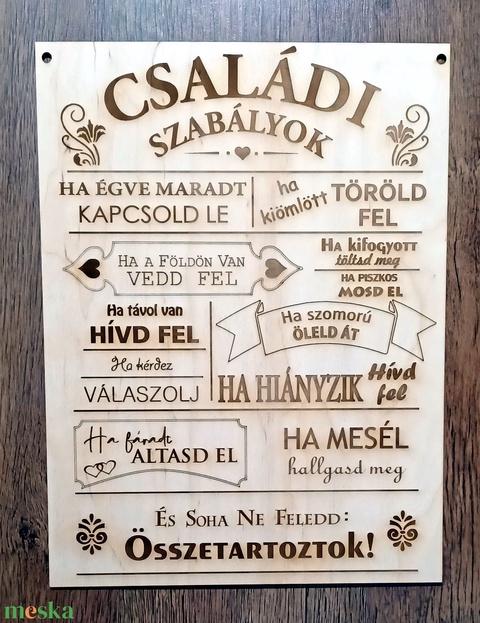 CSALÁDI
SZABÁLYOK
HA ÉGVE MARADT
KAPCSOLD LE
ha
kiömlött
TÖRÖLD
FEL
HA A FÖLDÖN VAN
VEDD FEL
Ha kifogyott
töltsd meg
HA PISZKOS
MOSD EL
Ha távol van
HÍVD FEL
Ha szomorú
ÖLELD ÁT
Ha kérdez
VÁLASZOLJ
HA HIÁNYZIK
Hívd
fel
Ha fáradt
ALTASD EL
HA MESÉL
hallgasd meg
ÉS SOHA NE FELEDD:
ÖSSZETARTOZTOK!
meska